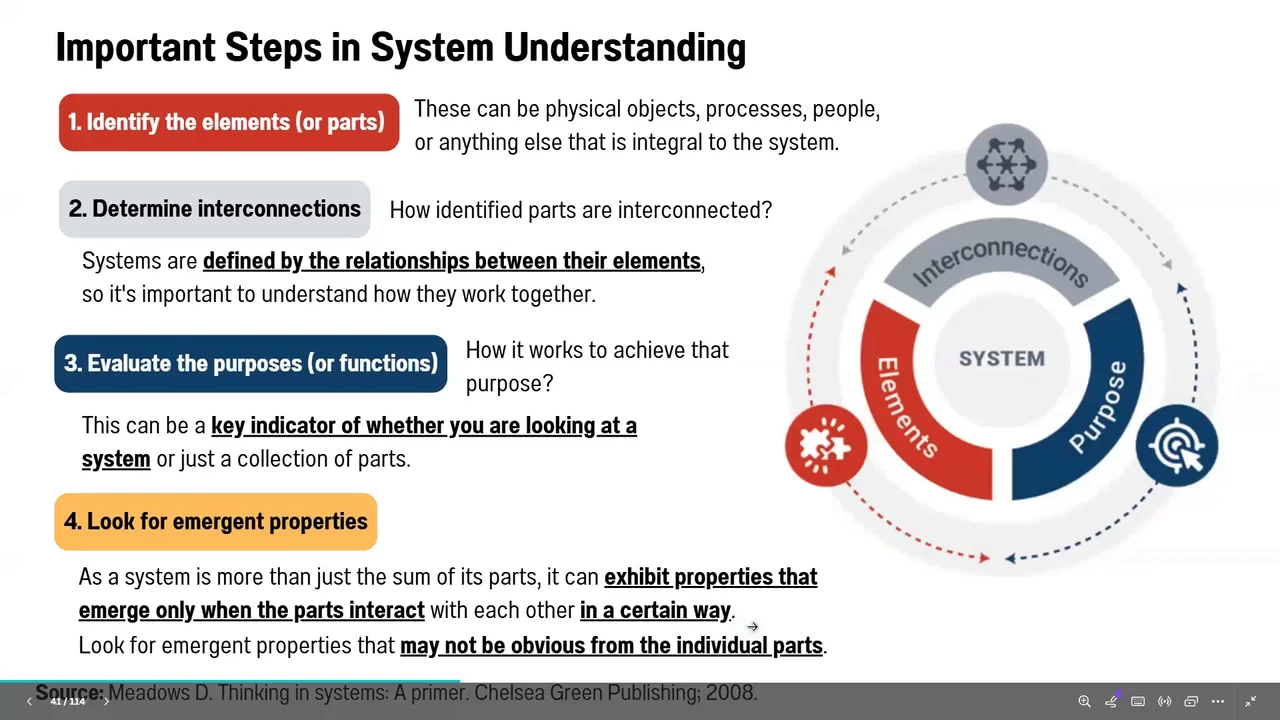 Important Steps in System Understanding
1. Identify the elements (or parts)
These can be physical objects, processes, people,
or anything else that is integral to the system.
2. Determine interconnections
How identified parts are interconnected?
Systems are defined by the relationships between their elements,
so it's important to understand how they work together.
3. Evaluate the purposes (or functions)
How it works to achieve that
purpose?
This can be a key indicator of whether you are looking at a
system or just a collection of parts.
4. Look for emergent properties
As a system is more than just the sum of its parts, it can exhibit properties that
emerge only when the parts interact with each other in a certain way.
Look for emergent properties that may not be obvious from the individual parts.
Interconnections
SYSTEM
Elements
Purpose
Source: Meadows D. Thinking in systems: A primer. Chelsea Green Publishing; 2008.
41 / 114